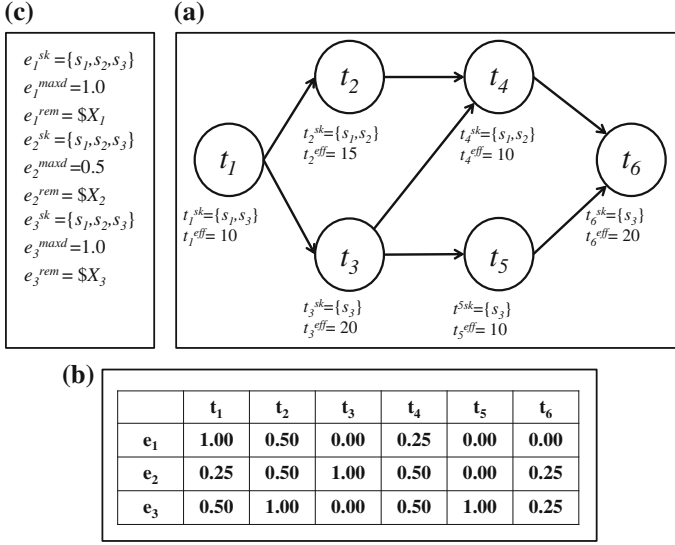 (c)
e₁ˢᵏ={s₁,s₂,s₃}
e₁ᵐᵃˣᵈ=1.0
e₁ʳᵉᵐ= $X₁
e₂ˢᵏ={s₁,s₂,s₃}
e₂ᵐᵃˣᵈ=0.5
e₂ʳᵉᵐ= $X₂
e₃ˢᵏ={s₁,s₂,s₃}
e₃ᵐᵃˣᵈ=1.0
e₃ʳᵉᵐ= $X₃
(a)
t₁
t₁ˢᵏ={s₁,s₃}
t₁ᵉᶠᶠ= 10
t₂
t₂ˢᵏ={s₁,s₂}
t₂ᵉᶠᶠ= 15
t₃
t₃ˢᵏ={s₃}
t₃ᵉᶠᶠ= 20
t₄
t₄ˢᵏ={s₁,s₂}
t₄ᵉᶠᶠ= 10
t₅
t⁵ˢᵏ={s₃}
t₅ᵉᶠᶠ= 10
t₆
t₆ˢᵏ={s₃}
t₆ᵉᶠᶠ= 20
(b)
t₁ t₂ t₃ t₄ t₅ t₆
e₁ 1.00 0.50 0.00 0.25 0.00 0.00
e₂ 0.25 0.50 1.00 0.50 0.00 0.25
e₃ 0.50 1.00 0.00 0.50 1.00 0.25